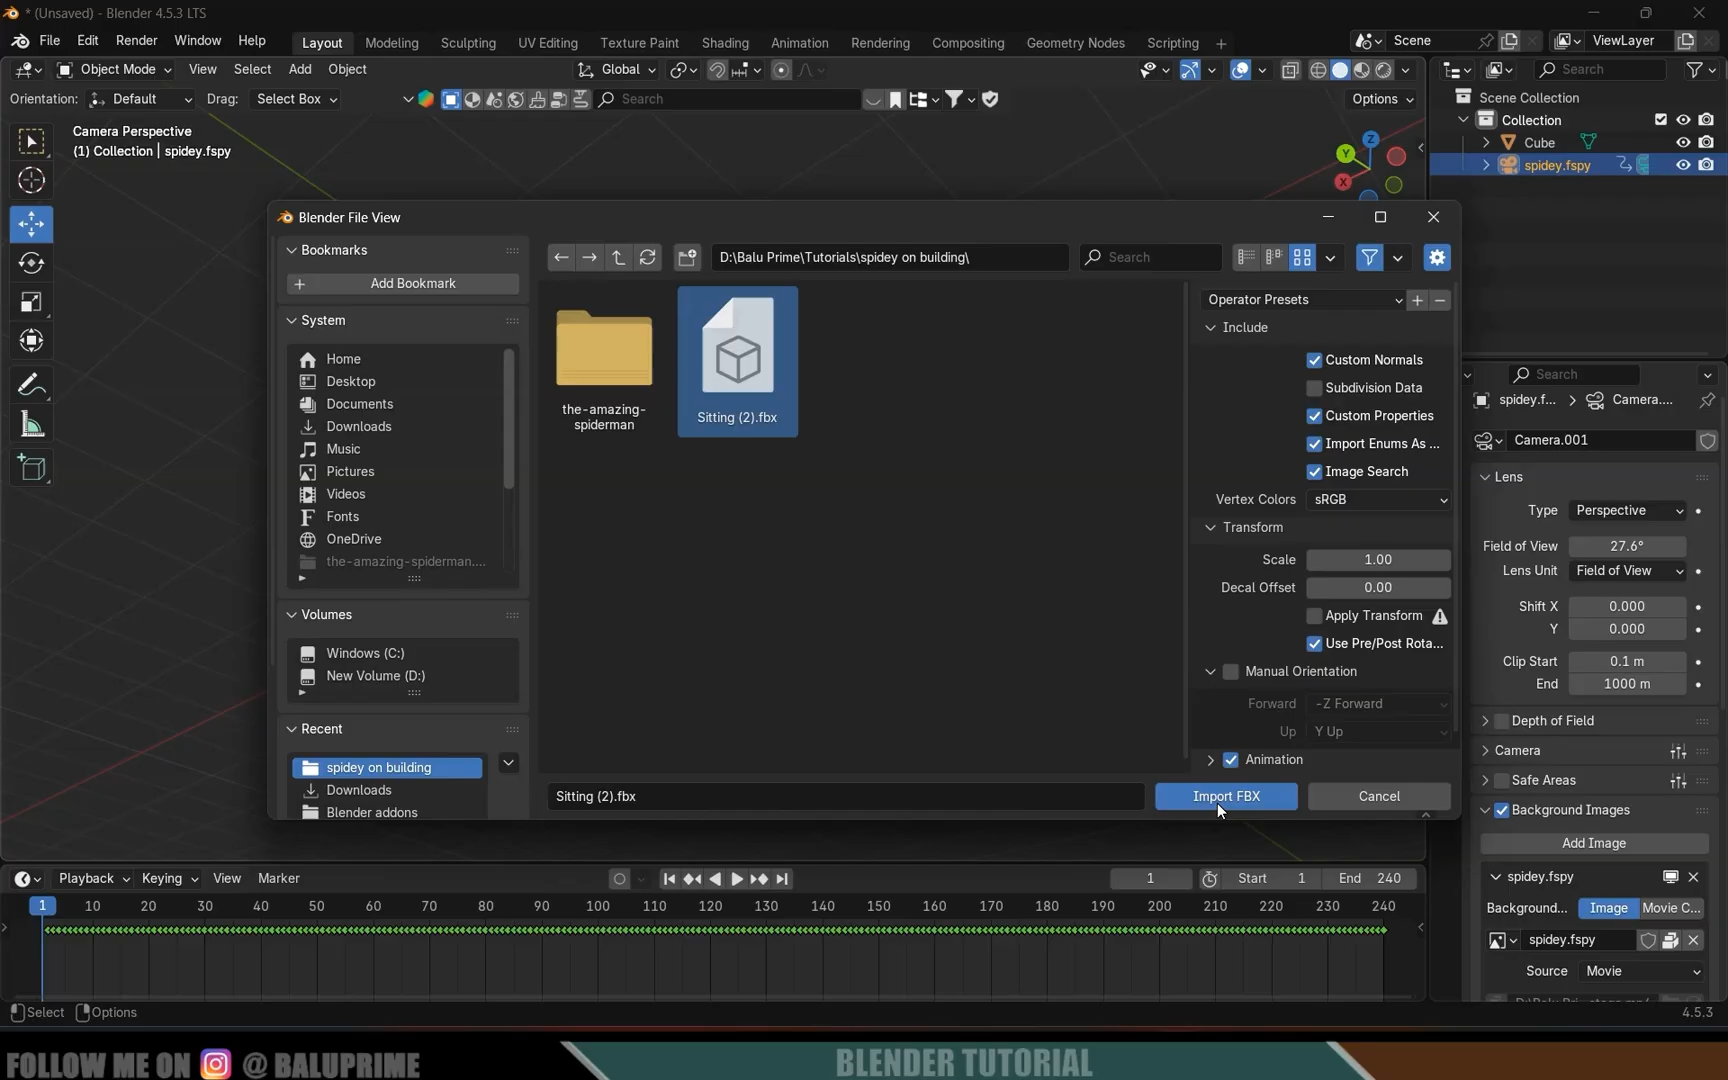 * (Unsaved) - Blender 4.5.3 LTS
File Edit Render Window Help Layout Modeling Sculpting UV Editing Texture Paint Shading Animation Rendering Compositing Geometry Nodes Scripting + Scene ViewLayer
Object Mode View Select Add Object Global Search
Orientation: Default Drag: Select Box Search Options
Camera Perspective
(1) Collection | spidey.fspy
Scene Collection
Collection
Cube
spidey.fspy
Z
Y
X
Blender File View
Bookmarks
Add Bookmark
System
Home
Desktop
Documents
Downloads
Music
Pictures
Videos
Fonts
OneDrive
the-amazing-spiderman....
Volumes
Windows (C:)
New Volume (D:)
Recent
spidey on building
Downloads
Blender addons
D:\Balu Prime\Tutorials\spidey on building\
Search
the-amazing-
spiderman
Sitting (2).fbx
Operator Presets
Include
Custom Normals
Subdivision Data
Custom Properties
Import Enums As ...
Image Search
Vertex Colors sRGB
Transform
Scale 1.00
Decal Offset 0.00
Apply Transform
Use Pre/Post Rota...
Manual Orientation
Forward -Z Forward
Up Y Up
Animation
Sitting (2).fbx
Import FBX
Cancel
Search
spidey.f... Camera....
Camera.001
Lens
Type Perspective
Field of View 27.6°
Lens Unit Field of View
Shift X 0.000
Y 0.000
Clip Start 0.1 m
End 1000 m
Depth of Field
Camera
Safe Areas
Background Images
Add Image
spidey.fspy
Background... Image Movie C...
spidey.fspy
Source Movie
Playback Keying View Marker 1 Start 1 End 240
1 10 20 30 40 50 60 70 80 90 100 110 120 130 140 150 160 170 180 190 200 210 220 230 240
Select Options 4.5.3
FOLLOW ME ON @ BALUPRIME BLENDER TUTORIAL